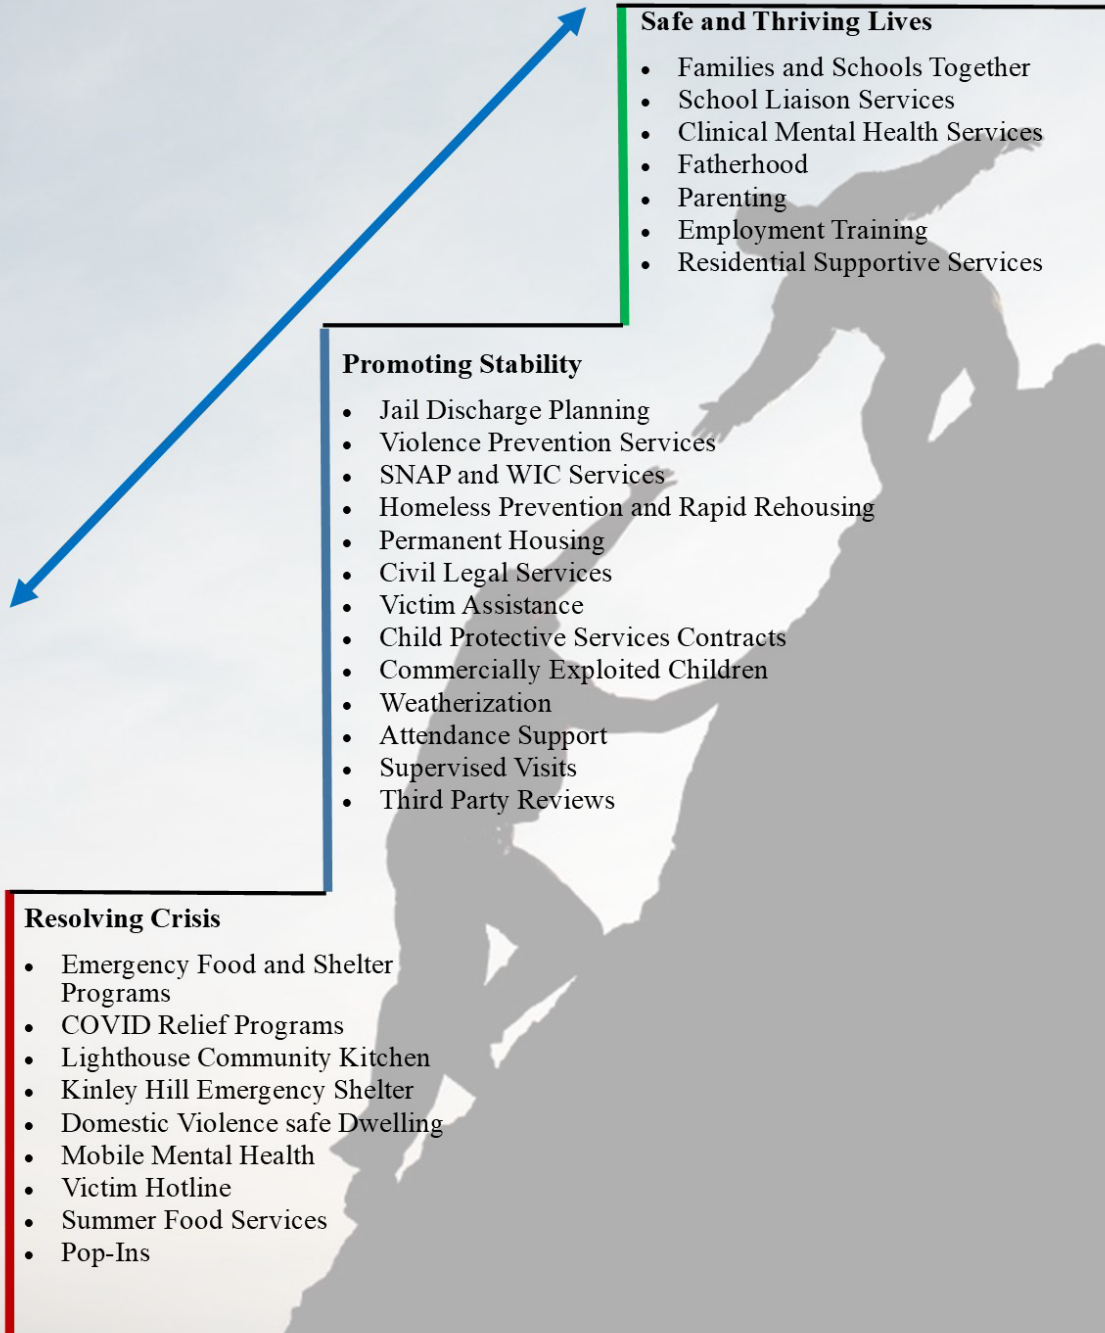 Safe and Thriving Lives
• Families and Schools Together
• School Liaison Services
• Clinical Mental Health Services
• Fatherhood
• Parenting
• Employment Training
• Residential Supportive Services
Promoting Stability
• Jail Discharge Planning
• Violence Prevention Services
• SNAP and WIC Services
• Homeless Prevention and Rapid Rehousing
• Permanent Housing
• Civil Legal Services
• Victim Assistance
• Child Protective Services Contracts
• Commercially Exploited Children
• Weatherization
• Attendance Support
• Supervised Visits
• Third Party Reviews
Resolving Crisis
• Emergency Food and Shelter
Programs
• COVID Relief Programs
• Lighthouse Community Kitchen
• Kinley Hill Emergency Shelter
• Domestic Violence safe Dwelling
• Mobile Mental Health
• Victim Hotline
• Summer Food Services
• Pop-Ins